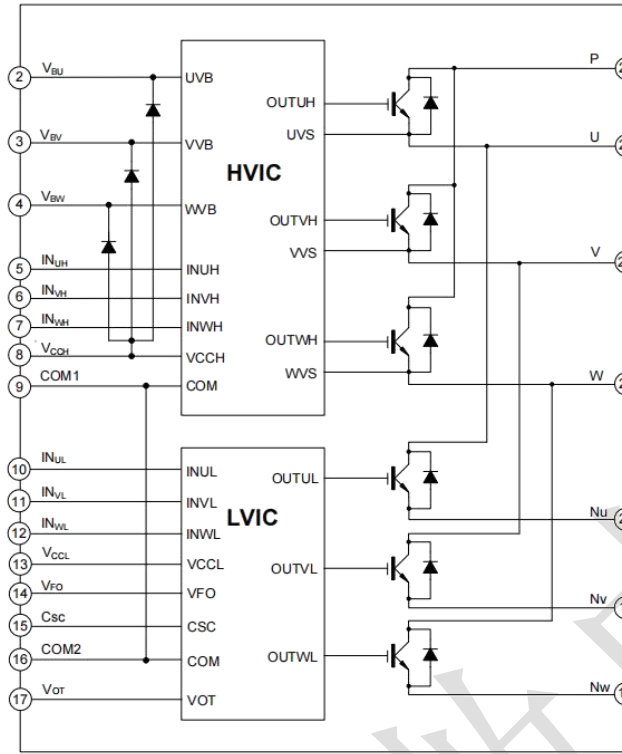 2 VBU UVB
3 VBV VVB
4 VBW WVB
5 INUH INUH
6 INVH INVH
7 INWH INWH
8 VCCH VCCH
9 COM1 COM
HVIC
OUTUH
UVS
OUTVH
VVS
OUTWH
WVS
P
U
V
W
10 INUL INUL
11 INVL INVL
12 INWL INWL
13 VCCL VCCL
14 VFO VFO
15 Csc CSC
16 COM2 COM
17 VOT VOT
LVIC
OUTUL
OUTVL
OUTWL
Nu
Nv
Nw